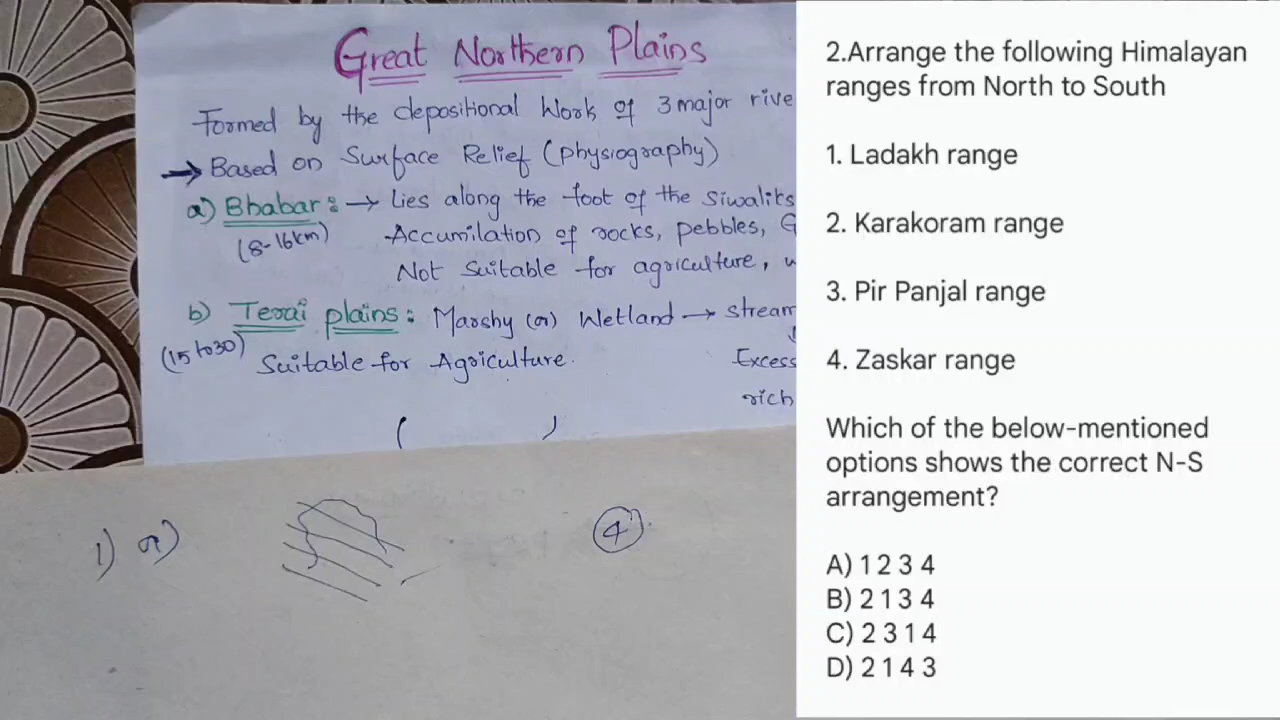 Great Northern Plains
Formed by the depositional work of 3 major rive
→ Based on Surface Relief (physiography)
a) Bhabar: → Lies along the foot of the Siwaliks
(8-16km) Accumilation of rocks, pebbles, G
Not suitable for agriculture,
b) Terai plains: Marshy (or) Wetland → stream
(15 to 30) Suitable for Agriculture. Excess
rich
( )
1) a) 4
2.Arrange the following Himalayan
ranges from North to South
1. Ladakh range
2. Karakoram range
3. Pir Panjal range
4. Zaskar range
Which of the below-mentioned
options shows the correct N-S
arrangement?
A) 1 2 3 4
B) 2 1 3 4
C) 2 3 1 4
D) 2 1 4 3